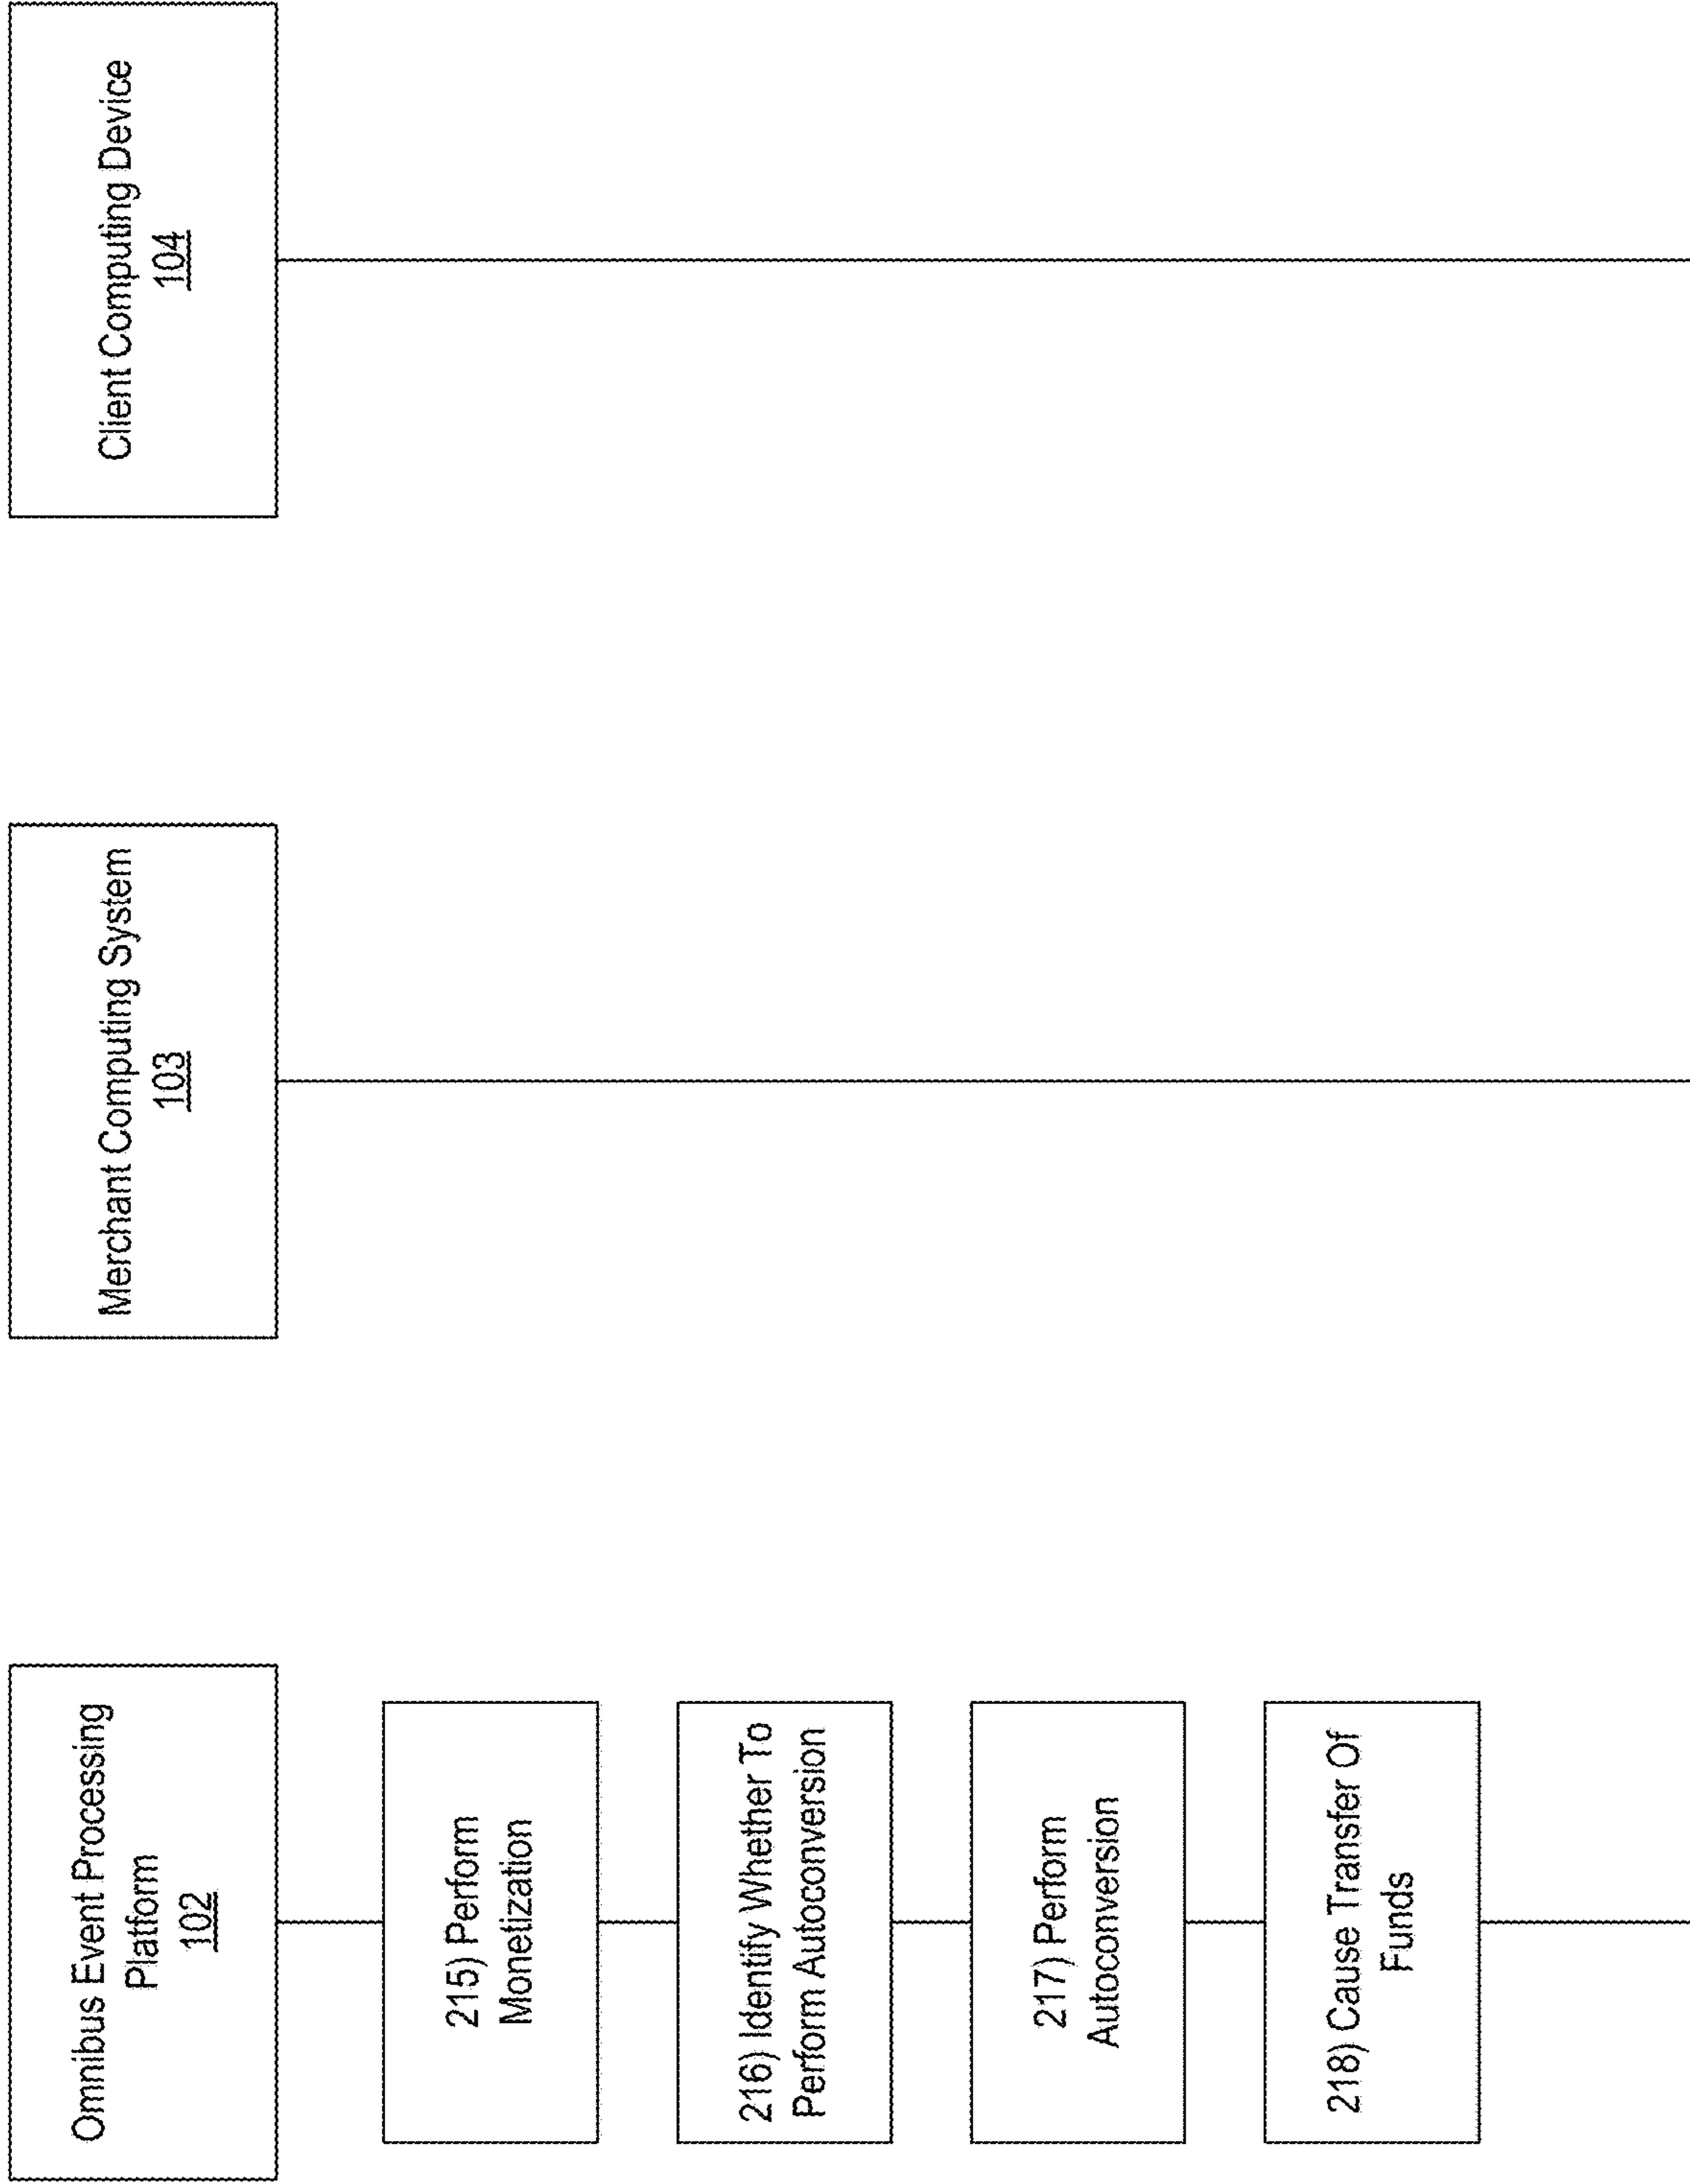 Omnibus Event Processing
Platform
102
Merchant Computing System
103
Client Computing Device
104
215) Perform
Monetization
216) Identify Whether To
Perform Autoconversion
217) Perform
Autoconversion
218) Cause Transfer Of
Funds